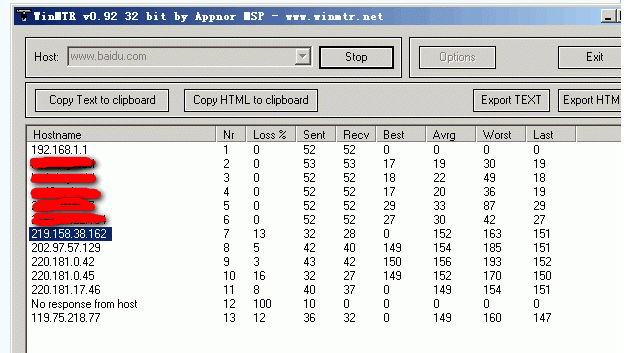 WinMTR v0.92 32 bit by Appnor MSP - www.winmtr.net
Host: www.baidu.com Stop Options Exit
Copy Text to clipboard Copy HTML to clipboard Export TEXT Export HTM
Hostname Nr Loss % Sent Recv Best Avrg Worst Last
192.168.1.1 1 0 52 52 0 0 0 0
2 0 53 53 17 19 30 19
3 0 52 52 18 22 49 18
4 0 52 52 17 20 36 19
5 0 52 52 29 33 87 29
6 0 52 52 27 30 42 27
219.158.38.162 7 13 32 28 0 152 163 151
202.97.57.129 8 5 42 40 149 154 185 151
220.181.0.42 9 3 43 42 150 156 193 152
220.181.0.45 10 16 32 27 149 152 170 150
220.181.17.46 11 8 40 37 0 149 154 151
No response from host 12 100 10 0 0 0 0 0
119.75.218.77 13 12 36 32 0 149 160 147